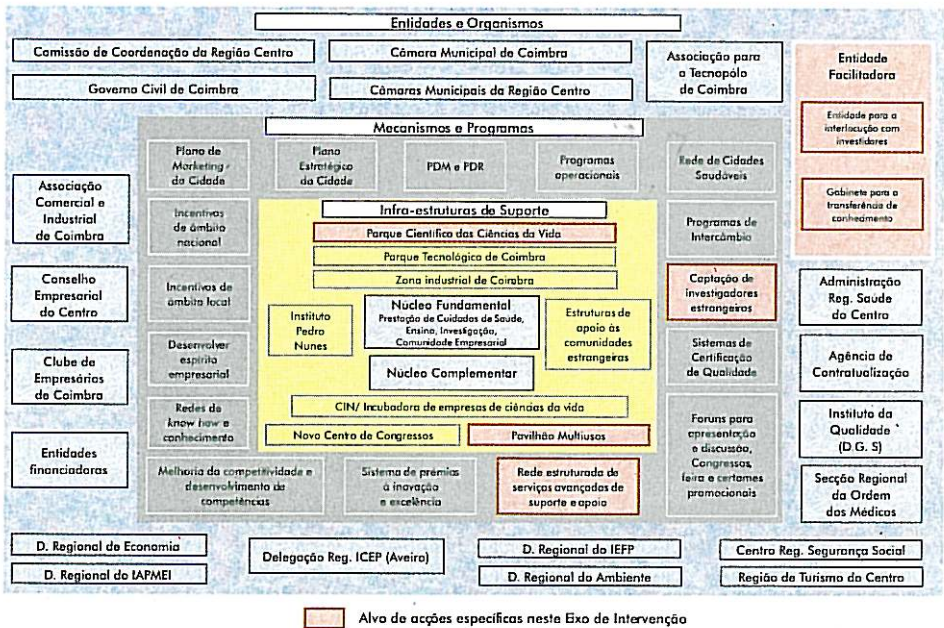 Entidades e Organismos
Comissão de Coordenação da Região Centro
Câmara Municipal de Coimbra
Governo Civil de Coimbra
Câmaras Municipais da Região Centro
Associação para
o Tecnopólo
de Coimbra
Entidade
Facilitadora
Entidade para a
interlocução com
investidores
Gabinete para a
transferência de
conhecimento
Mecanismos e Programas
Plano de
Marketing
da Cidade
Plano
Estratégico
da Cidade
PDM e PDR
Programas
operacionais
Rede de Cidades
Saudáveis
Associação
Comercial e
Industrial
de Coimbra
Conselho
Empresarial
do Centro
Clube de
Empresários
de Coimbra
Entidades
financiadoras
Incentivos
de âmbito
nacional
Incentivos de
âmbito local
Desenvolver
espírito
empresarial
Redes de
know how e
conhecimento
Infra-estruturas de Suporte
Parque Científico das Ciências da Vida
Parque Tecnológico de Coimbra
Zona industrial de Coimbra
Instituto
Pedro
Nunes
Núcleo Fundamental
Prestação de Cuidados de Saúde,
Ensino, Investigação,
Comunidade Empresarial
Núcleo Complementar
Estruturas de
apoio às
comunidades
estrangeiras
CIN/ Incubadora de empresas de ciências da vida
Novo Centro de Congressos
Pavilhão Multiusos
Programas de
Intercâmbio
Captação de
investigadores
estrangeiros
Sistemas de
Certificação
de Qualidade
Foruns para
apresentação
e discussão,
Congressos,
feira e certames
promocionais
Administração
Reg. Saúde
do Centro
Agência de
Contratualização
Instituto da
Qualidade
(D.G. S)
Secção Regional
da Ordem
dos Médicos
Melhoria da competitividade e
desenvolvimento de
competências
Sistema de prémios
à inovação
e excelência
Rede estruturada de
serviços avançados de
suporte e apoio
D. Regional de Economia
D. Regional do IAPMEI
Delegação Reg. ICEP (Aveiro)
D. Regional do IEFP
D. Regional do Ambiente
Centro Reg. Segurança Social
Região de Turismo do Centro
Alvo de acções específicas neste Eixo de Intervenção